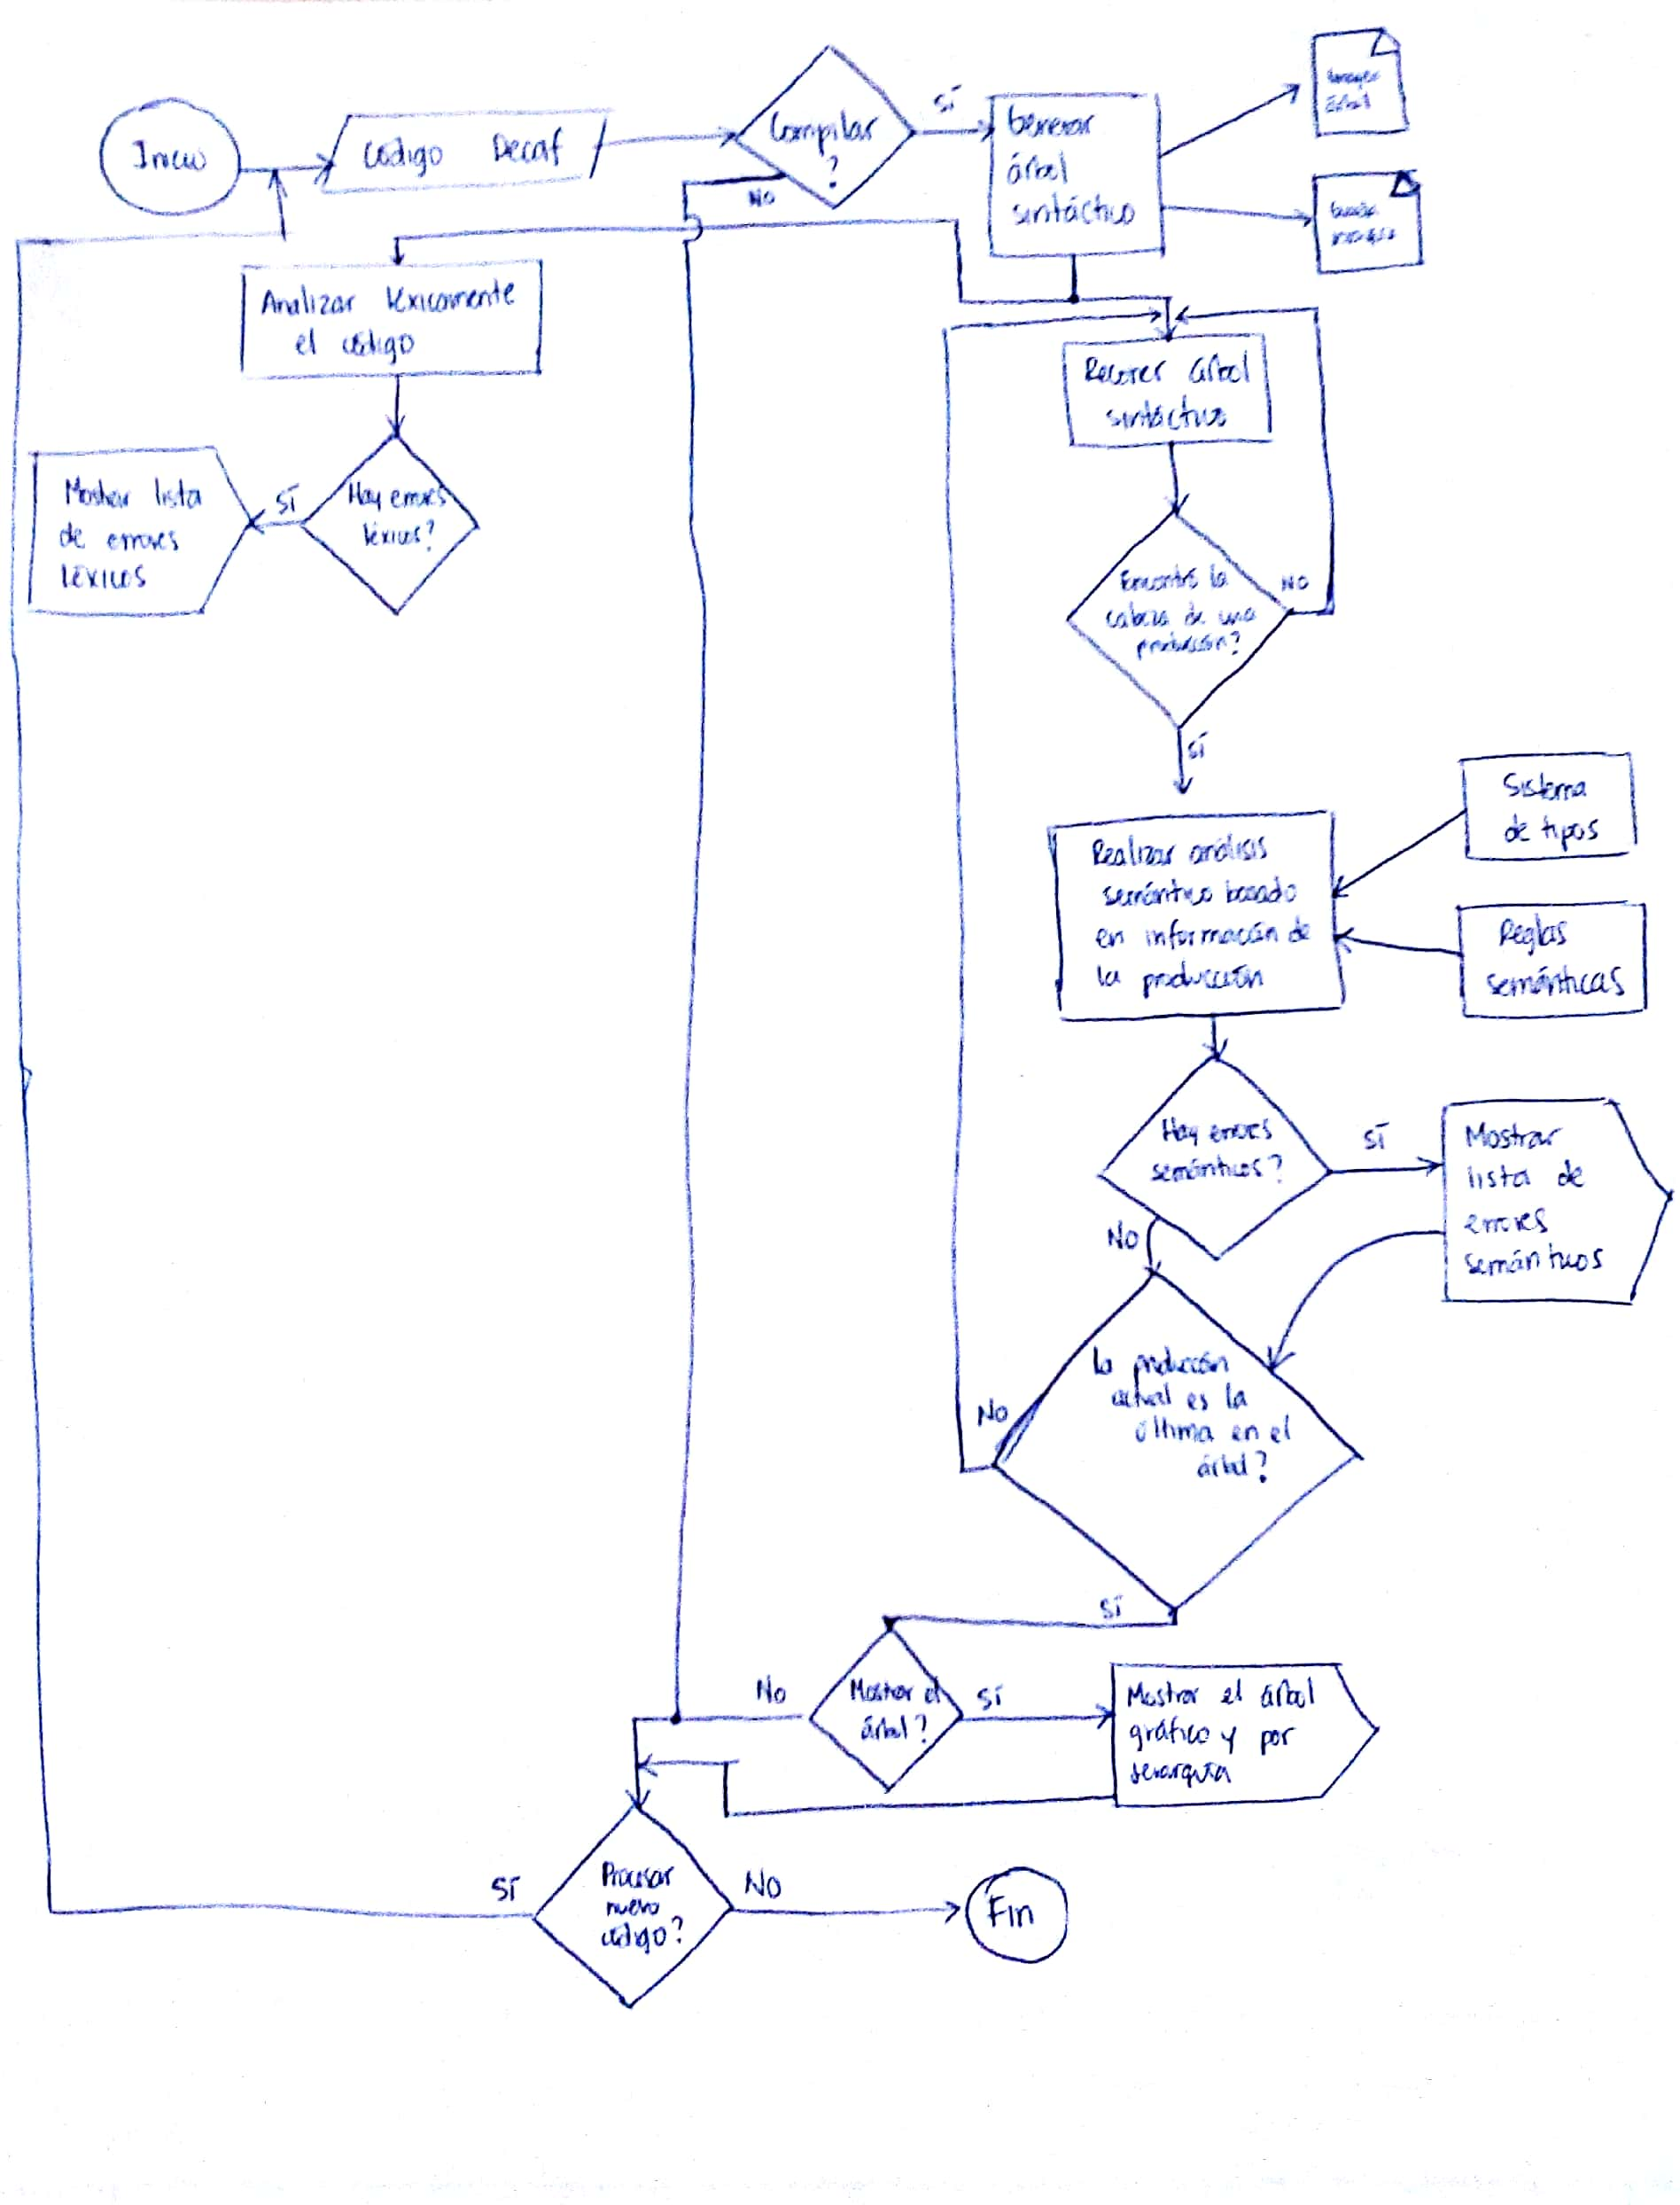 Inicio
Código Decaf
Compilar
?
SÍ
No
Generar
árbol
sintáctico
Imagen
árbol
Analizar léxicamente
el código
Hay errores
léxicos?
SÍ
Mostrar lista
de errores
léxicos
Recorrer árbol
sintáctico
Encontró la
cabeza de una
producción?
NO
SÍ
Realizar análisis
semántico basado
en información de
la producción
Sistema
de tipos
Reglas
semánticas
Hay errores
semánticos?
SÍ
No
Mostrar
lista de
errores
semánticos
La producción
actual es la
última en el
árbol?
No
SÍ
Mostrar el
árbol?
No
SÍ
Mostrar el árbol
gráfico y por
jerarquía
Procesar
nuevo
código?
SÍ
NO
Fin